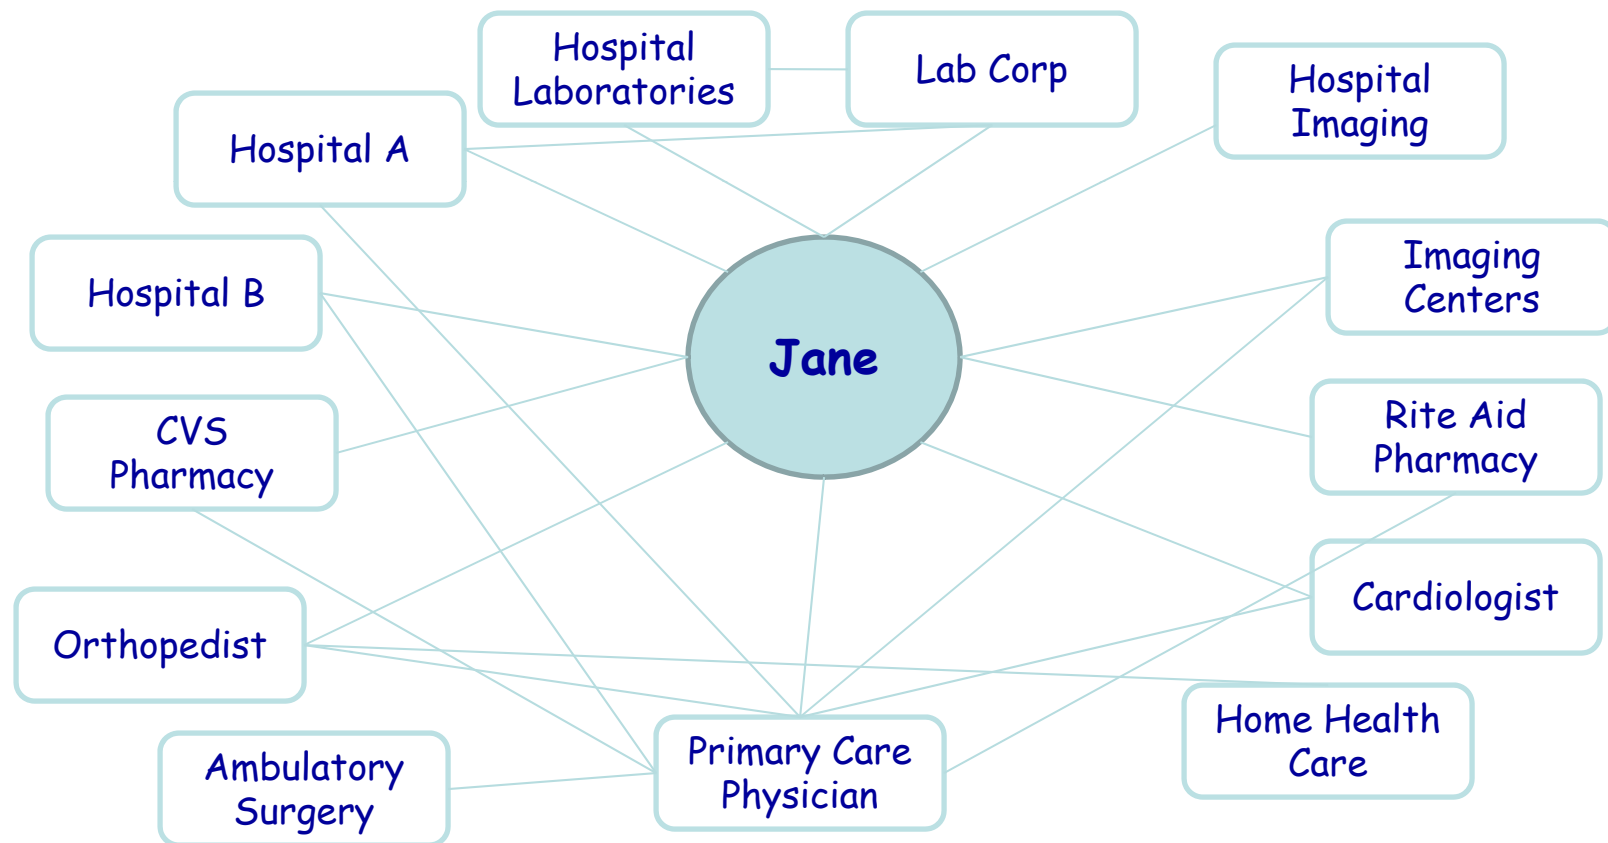 Hospital
Laboratories
Lab Corp
Hospital
Imaging
Hospital A
Hospital B
Imaging
Centers
Jane
CVS
Pharmacy
Rite Aid
Pharmacy
Orthopedist
Cardiologist
Ambulatory
Surgery
Primary Care
Physician
Home Health
Care